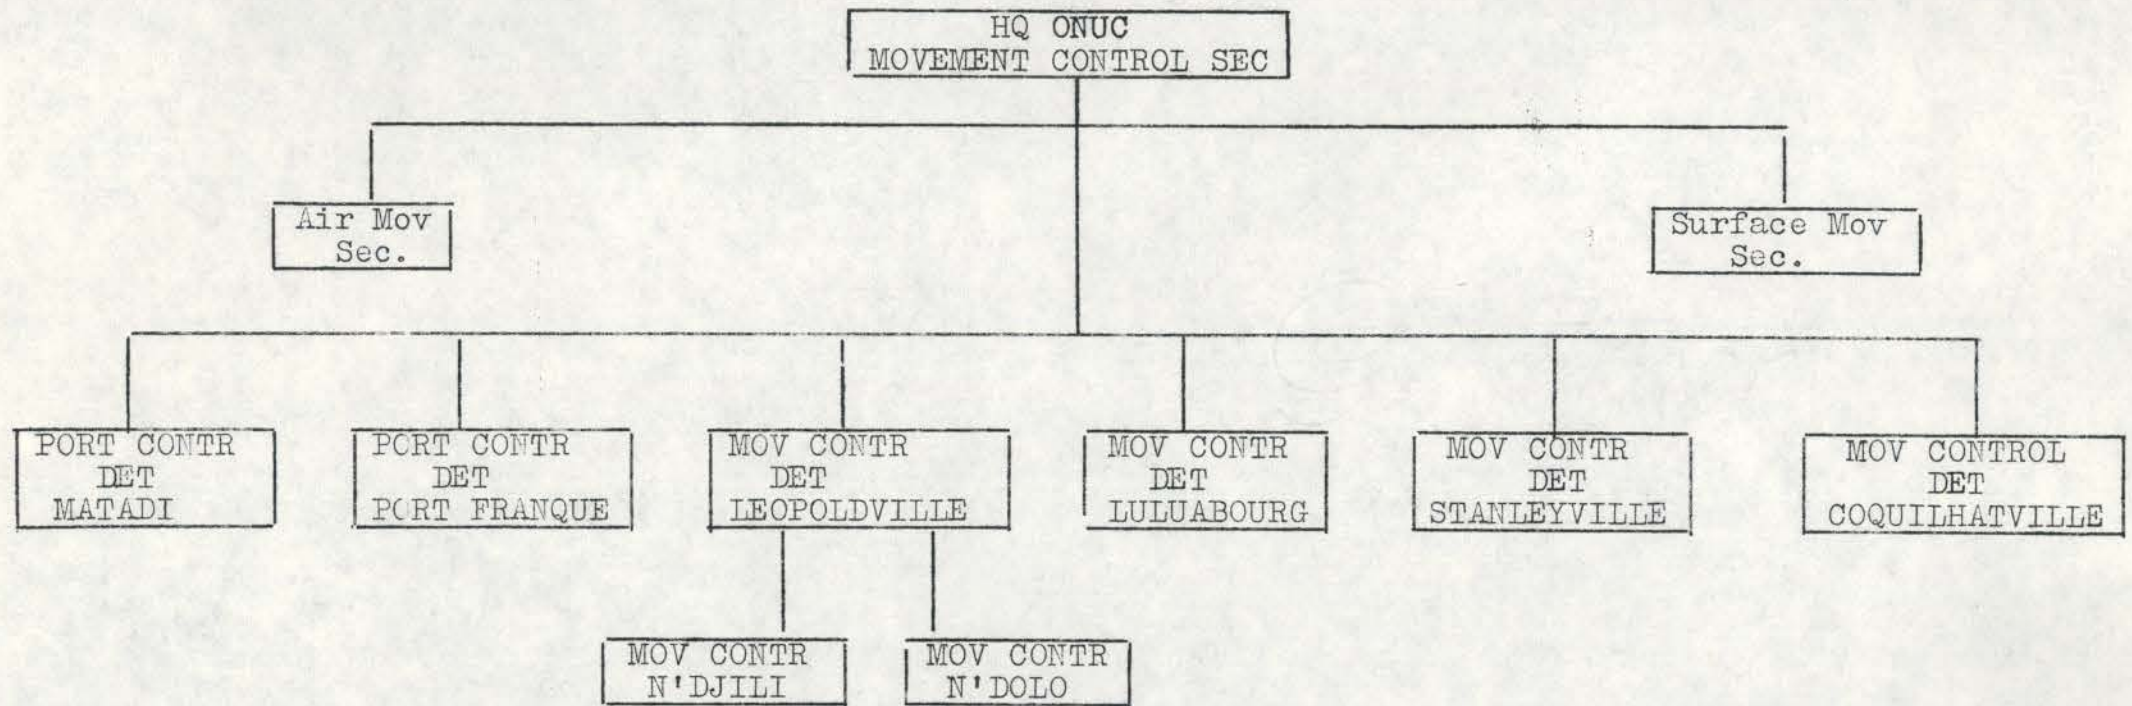 HQ ONUC
MOVEMENT CONTROL SEC
Air Mov
Sec.
Surface Mov
Sec.
PORT CONTR
DET
MATADI
PORT CONTR
DET
PORT FRANQUE
MOV CONTR
DET
LEOPOLDVILLE
MOV CONTR
DET
LULUABOURG
MOV CONTR
DET
STANLEYVILLE
MOV CONTROL
DET
COQUILHATVILLE
MOV CONTR
N'DJILI
MOV CONTR
N'DOLO